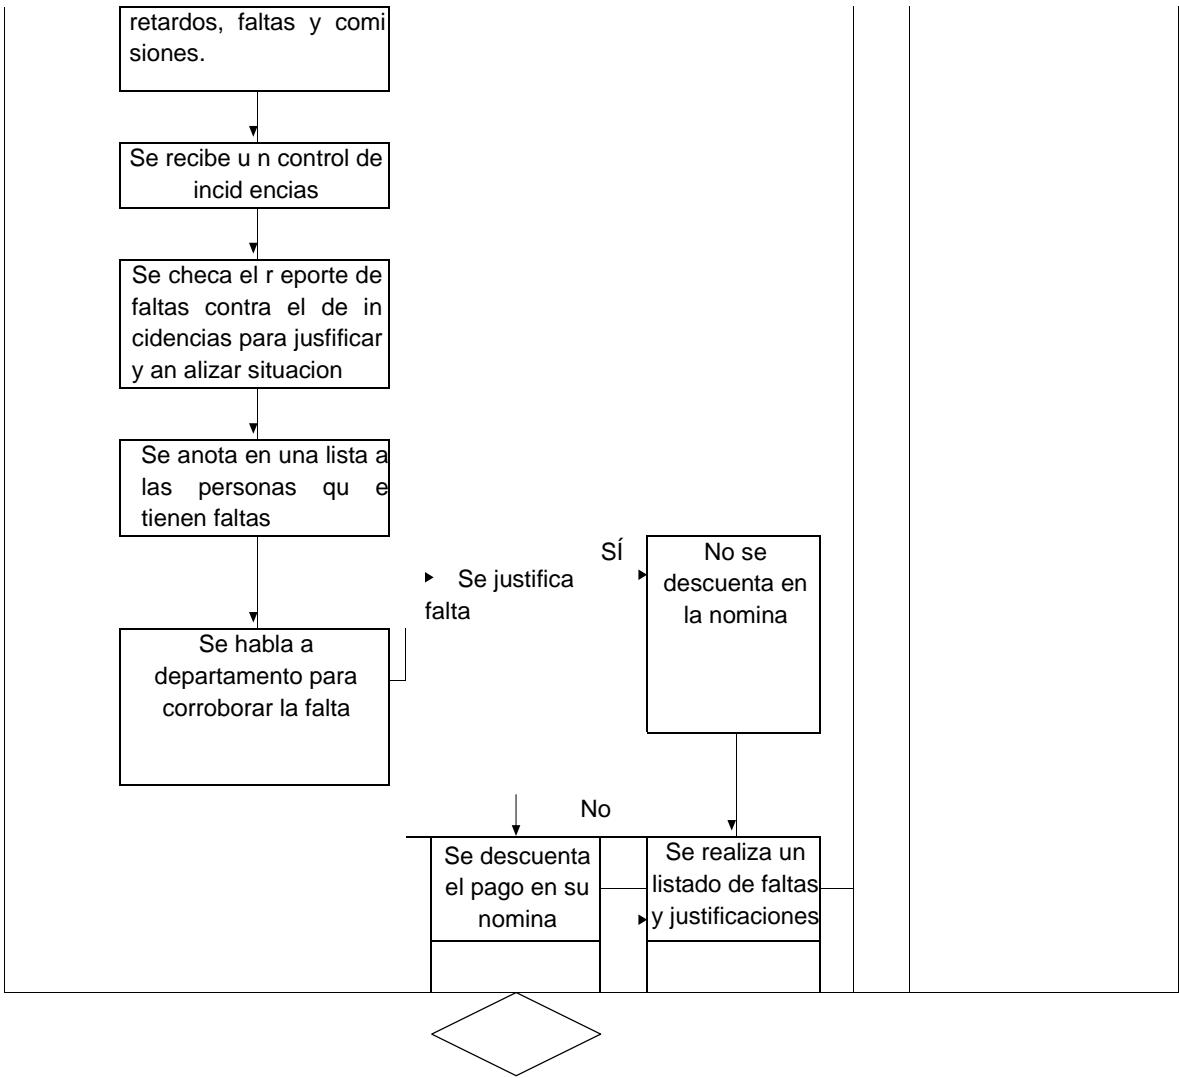 retardos, faltas y comi
siones.
Se recibe u n control de
incid encias
Se checa el r eporte de
faltas contra el de in
cidencias para jusfificar
y an alizar situacion
Se anota en una lista a
las personas qu e
tienen faltas
Se habla a
departamento para
corroborar la falta
Se justifica
falta
SÍ
No se
descuenta en
la nomina
No
Se descuenta
el pago en su
nomina
Se realiza un
listado de faltas
y justificaciones